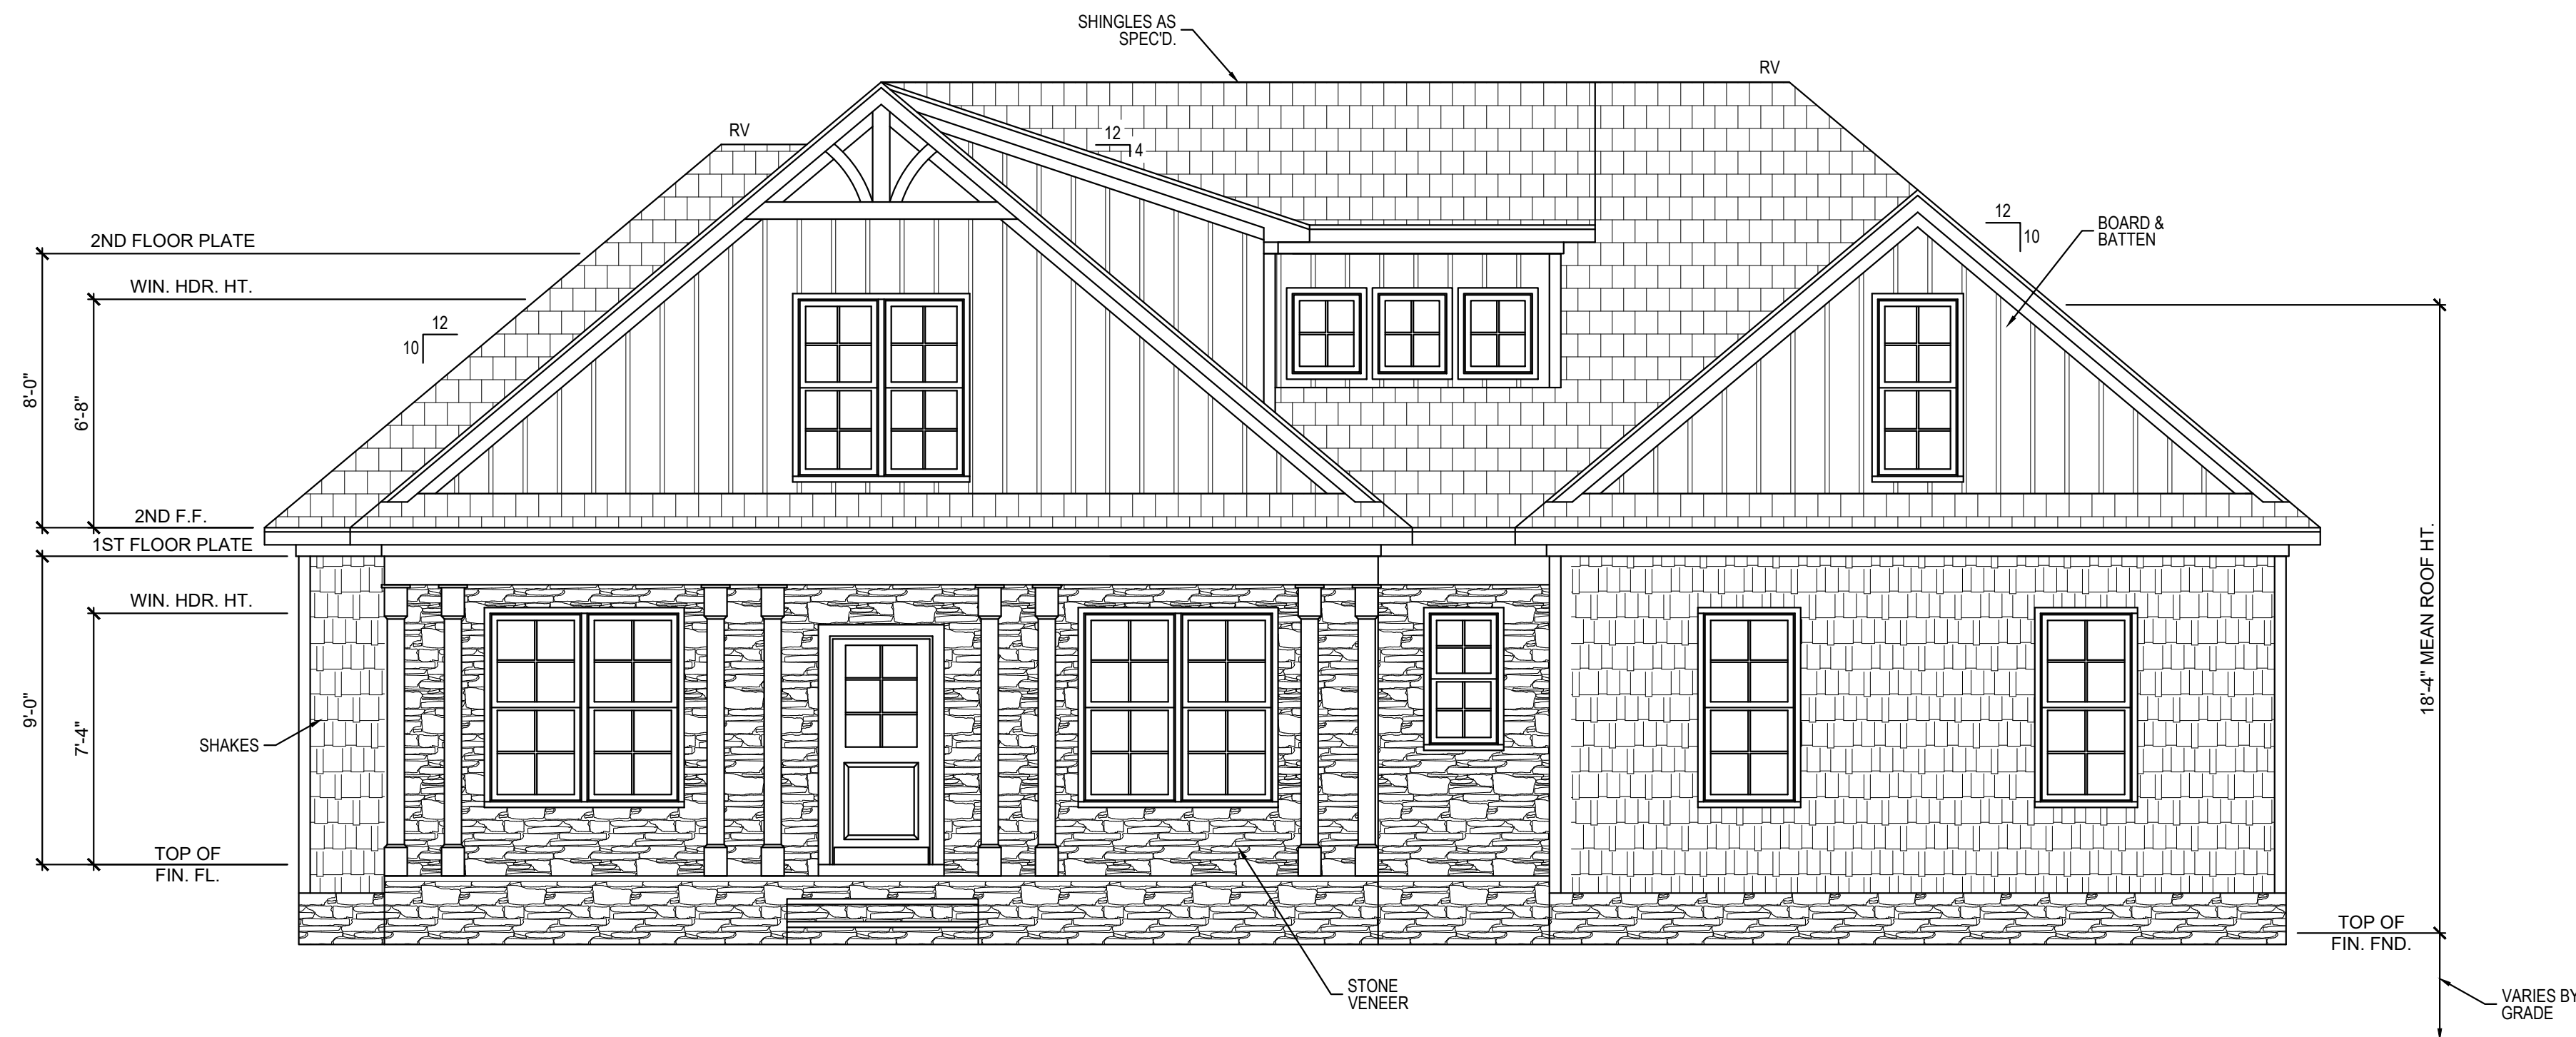 SHINGLES AS
SPEC'D.
RV
RV
12
4
12
10
BOARD &
BATTEN
2ND FLOOR PLATE
WIN. HDR. HT.
12
10
8'-0"
6'-8"
2ND F.F.
1ST FLOOR PLATE
WIN. HDR. HT.
9'-0"
7'-4"
SHAKES
TOP OF
FIN. FL.
18'-4" MEAN ROOF HT.
TOP OF
FIN. FND.
STONE
VENEER
VARIES BY
GRADE